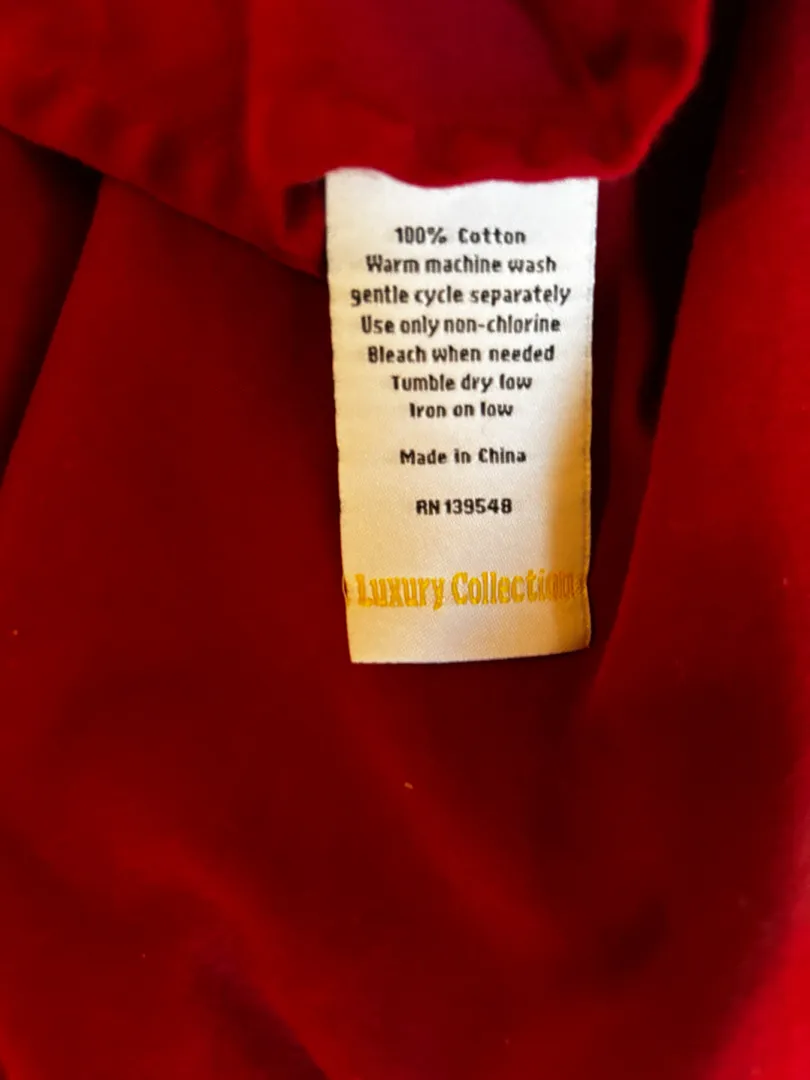 100% Cotton
Warm machine wash
gentle cycle separately
Use only non-chlorine
Bleach when needed
Tumble dry low
Iron on low
Made in China
RN 139548
Luxury Collection